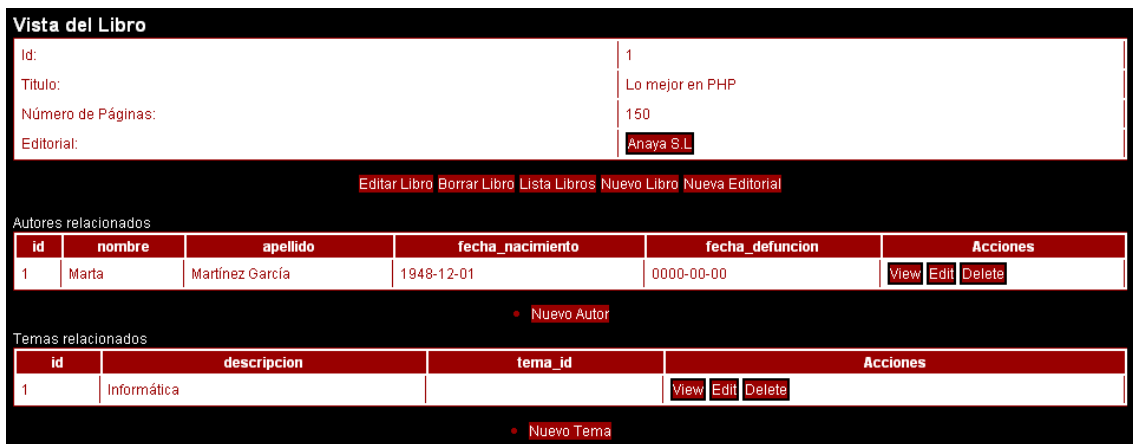 Vista del Libro
Id: 1
Titulo: Lo mejor en PHP
Número de Páginas: 150
Editorial: Anaya S.L
Editar Libro Borrar Libro Lista Libros Nuevo Libro Nueva Editorial
Autores relacionados
id nombre apellido fecha_nacimiento fecha_defuncion Acciones
1 Marta Martínez García 1948-12-01 0000-00-00 View Edit Delete
• Nuevo Autor
Temas relacionados
id descripcion tema_id Acciones
1 Informática View Edit Delete
• Nuevo Tema